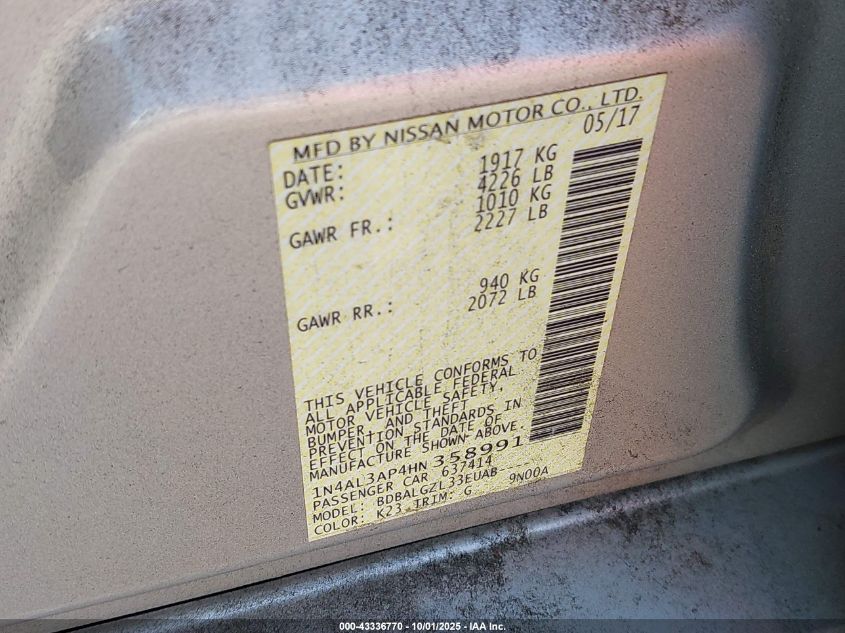 MFD BY NISSAN MOTOR CO., LTD.
DATE: 05/17
GVWR: 1917 KG
4226 LB
GAWR FR.: 1010 KG
2227 LB
GAWR RR.: 940 KG
2072 LB
THIS VEHICLE CONFORMS TO
ALL APPLICABLE FEDERAL
MOTOR VEHICLE SAFETY,
BUMPER, AND THEFT
PREVENTION STANDARDS IN
EFFECT ON THE DATE OF
MANUFACTURE SHOWN ABOVE.
1N4AL3AP4HN358991
PASSENGER CAR 637414
MODEL: BDBALGZL33EUAB-----
COLOR: K23 TRIM: G 9N00A
000-43336770 - 10/01/2025 - IAA Inc.